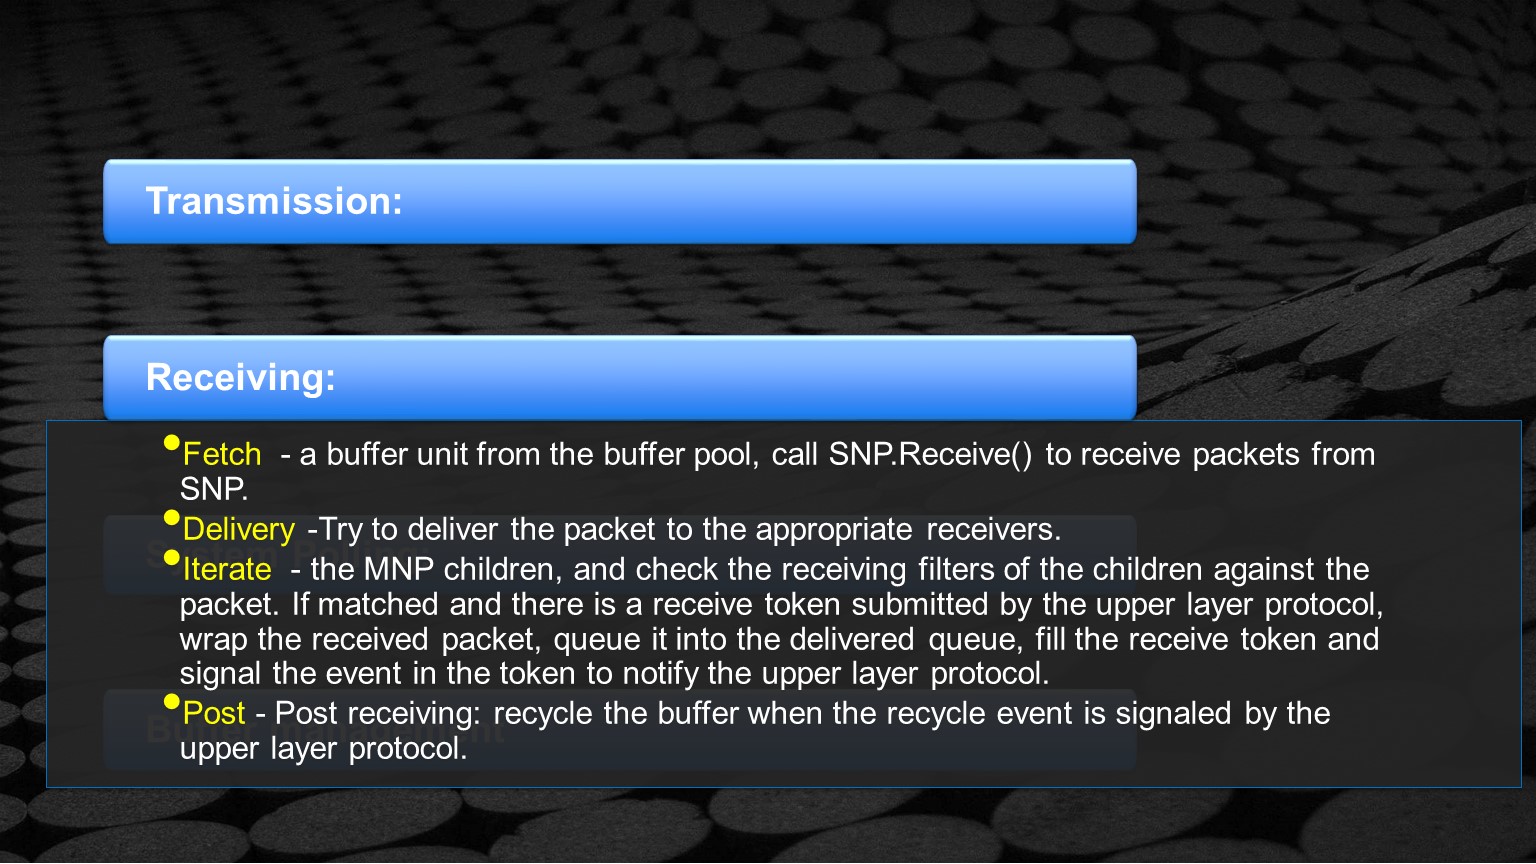 Transmission:
Receiving:
•Fetch - a buffer unit from the buffer pool, call SNP.Receive() to receive packets from
SNP.
•Delivery -Try to deliver the packet to the appropriate receivers.
•Iterate - the MNP children, and check the receiving filters of the children against the
packet. If matched and there is a receive token submitted by the upper layer protocol,
wrap the received packet, queue it into the delivered queue, fill the receive token and
signal the event in the token to notify the upper layer protocol.
•Post - Post receiving: recycle the buffer when the recycle event is signaled by the
upper layer protocol.